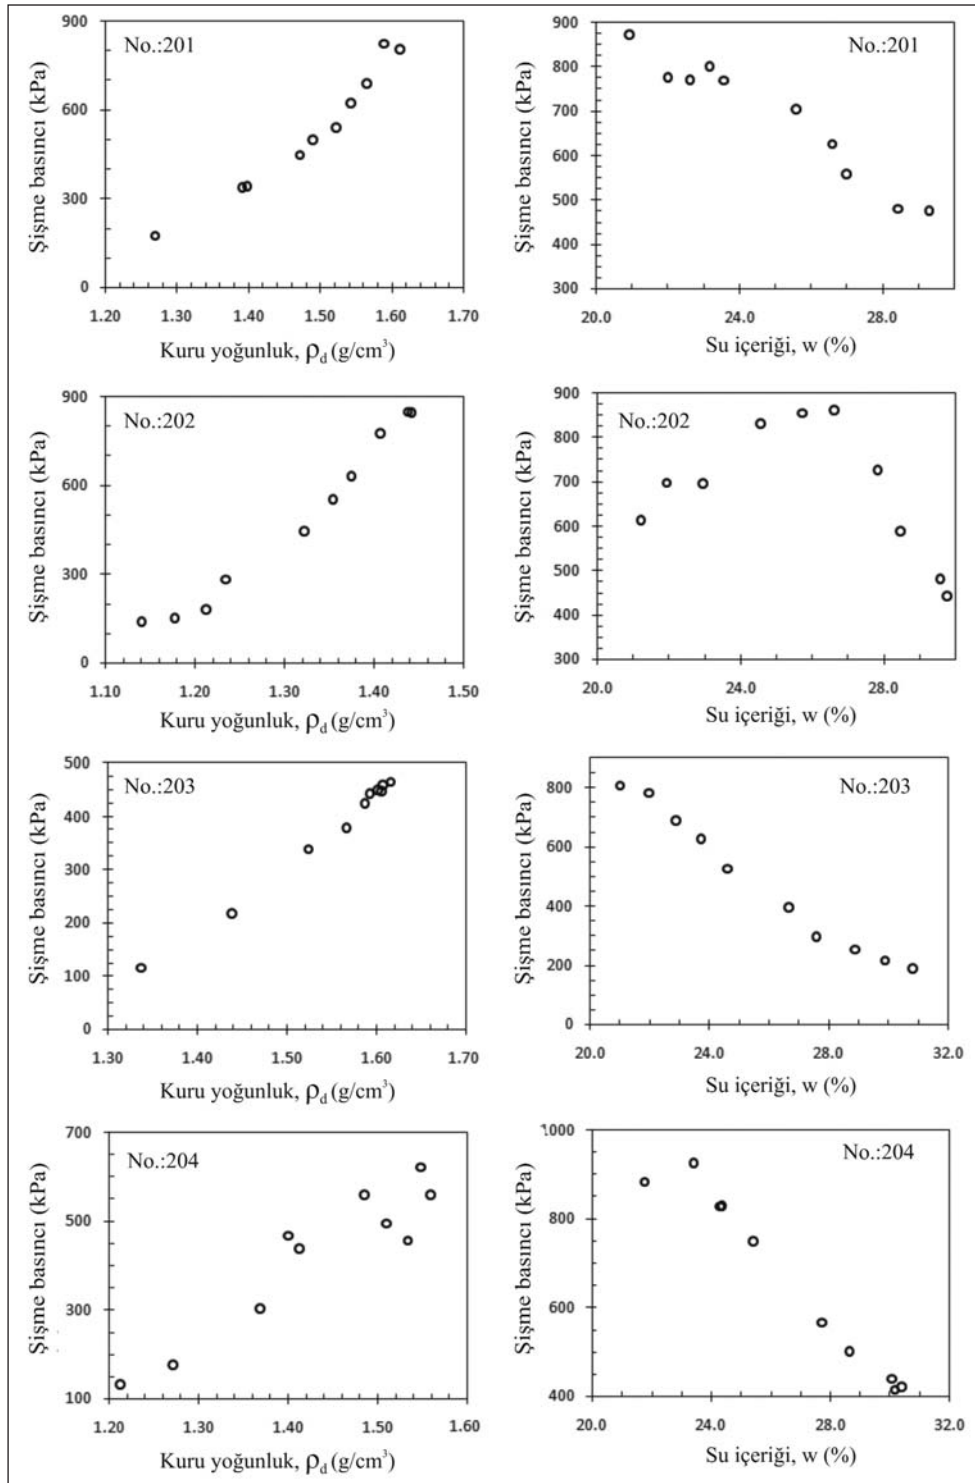 900
600
300
0
Şişme basıncı (kPa)
No.:201
1.20 1.30 1.40 1.50 1.60 1.70
Kuru yoğunluk, ρd (g/cm³)
900
800
700
600
500
400
300
Şişme basıncı (kPa)
No.:201
20.0 24.0 28.0
Su içeriği, w (%)
900
600
300
0
Şişme basıncı (kPa)
No.:202
1.10 1.20 1.30 1.40 1.50
Kuru yoğunluk, ρd (g/cm³)
900
800
700
600
500
400
300
Şişme basıncı (kPa)
No.:202
20.0 24.0 28.0
Su içeriği, w (%)
500
400
300
200
100
0
Şişme basıncı (kPa)
No.:203
1.30 1.40 1.50 1.60 1.70
Kuru yoğunluk, ρd (g/cm³)
800
600
400
200
0
Şişme basıncı (kPa)
No.:203
20.0 24.0 28.0 32.0
Su içeriği, w (%)
700
500
300
100
Şişme basıncı (kPa)
No.:204
1.20 1.30 1.40 1.50 1.60
Kuru yoğunluk, ρd (g/cm³)
1000
800
600
400
Şişme basıncı (kPa)
No.:204
20.0 24.0 28.0 32.0
Su içeriği, w (%)